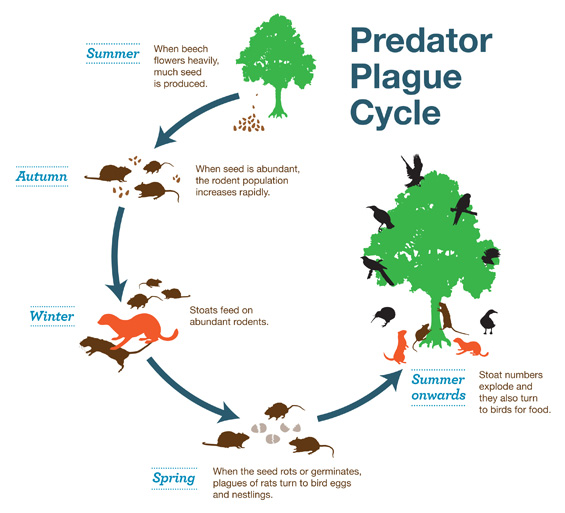 Predator
Plague
Cycle
Summer
When beech
flowers heavily,
much seed
is produced.
Autumn
When seed is abundant,
the rodent population
increases rapidly.
Winter
Stoats feed on
abundant rodents.
Spring
When the seed rots or germinates,
plagues of rats turn to bird eggs
and nestlings.
Summer
onwards
Stoat numbers
explode and
they also turn
to birds for food.